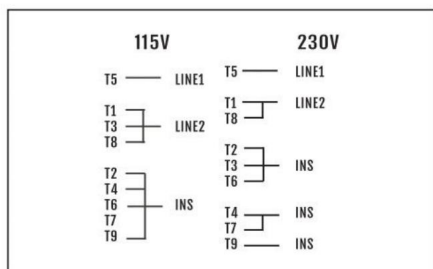 115V
T5 LINE1
T1
T3 LINE2
T8
T2
T4
T6 INS
T7
T9
230V
T5 LINE1
T1 LINE2
T8
T2
T3 INS
T6
T4 INS
T7
T9 INS